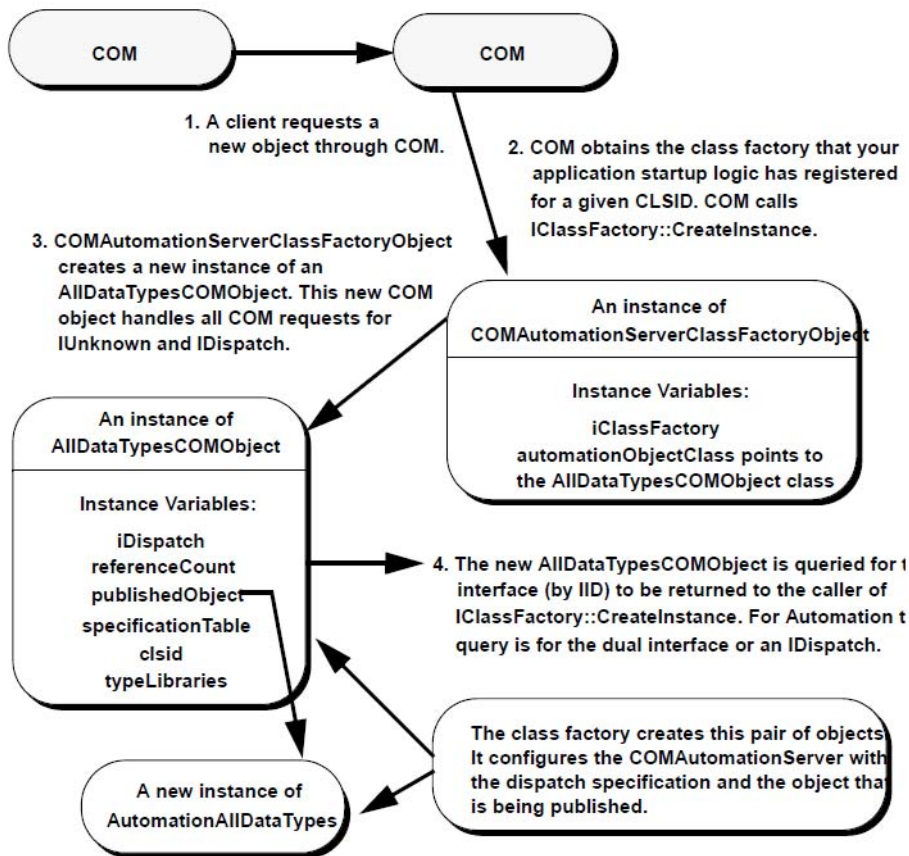 COM
COM
1. A client requests a
new object through COM.
2. COM obtains the class factory that your
application startup logic has registered
for a given CLSID. COM calls
IClassFactory::CreateInstance.
3. COMAutomationServerClassFactoryObject
creates a new instance of an
AllDataTypesCOMObject. This new COM
object handles all COM requests for
IUnknown and IDispatch.
An instance of
COMAutomationServerClassFactoryObject
Instance Variables:
iClassFactory
automationObjectClass points to
the AllDataTypesCOMObject class
An instance of
AllDataTypesCOMObject
Instance Variables:
iDispatch
referenceCount
publishedObject
specificationTable
clsid
typeLibraries
4. The new AllDataTypesCOMObject is queried for
interface (by IID) to be returned to the caller of
IClassFactory::CreateInstance. For Automation
query is for the dual interface or an IDispatch.
The class factory creates this pair of objects
It configures the COMAutomationServer with
the dispatch specification and the object that
is being published.
A new instance of
AutomationAllDataTypes